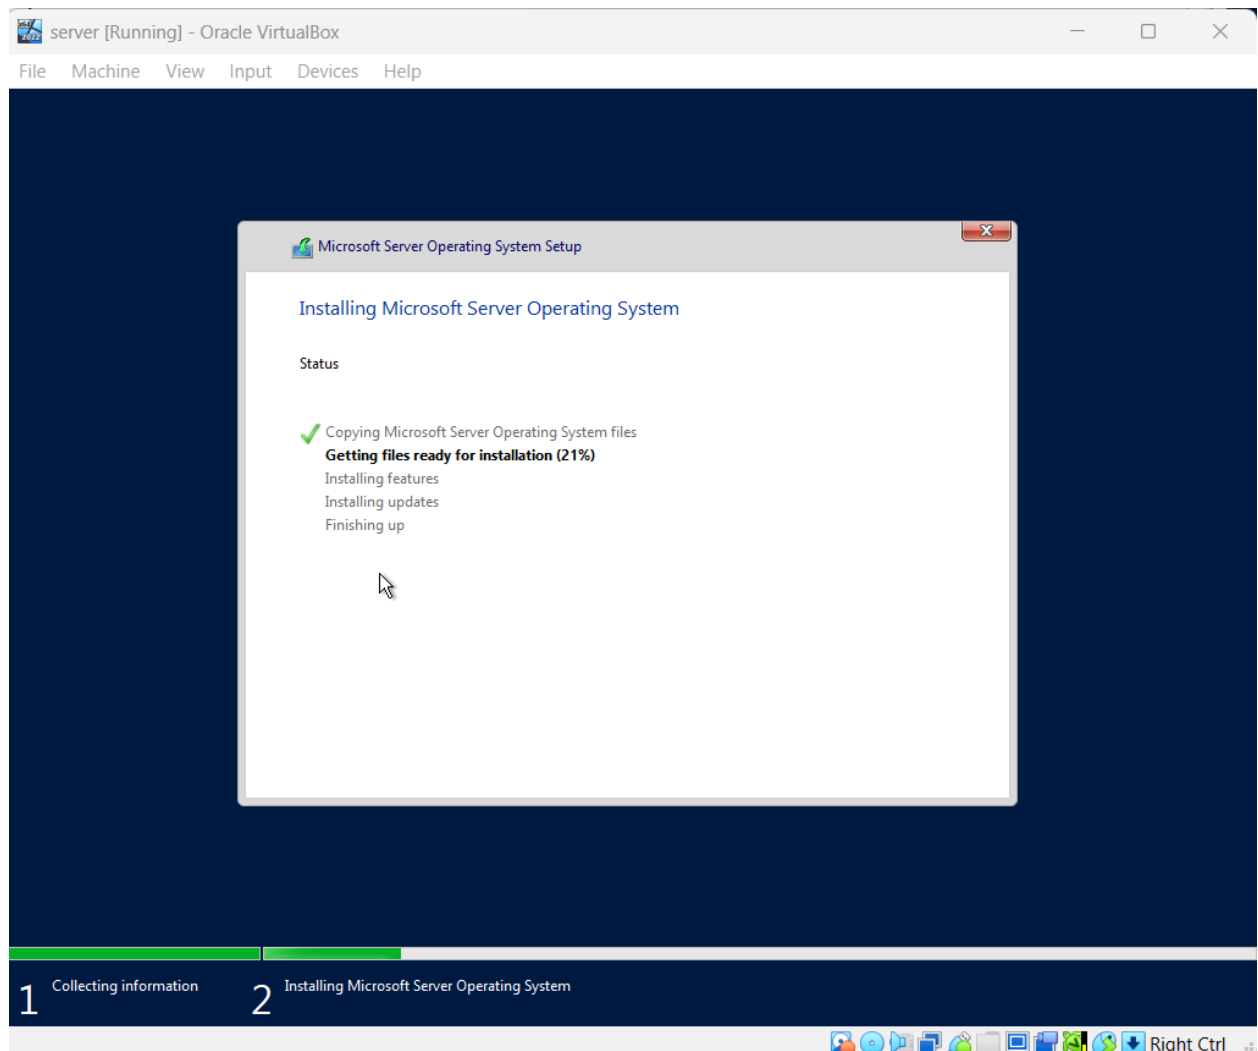 server [Running] - Oracle VirtualBox
File Machine View Input Devices Help
Microsoft Server Operating System Setup
Installing Microsoft Server Operating System
Status
Copying Microsoft Server Operating System files
Getting files ready for installation (21%)
Installing features
Installing updates
Finishing up
1 Collecting information 2 Installing Microsoft Server Operating System
Right Ctrl